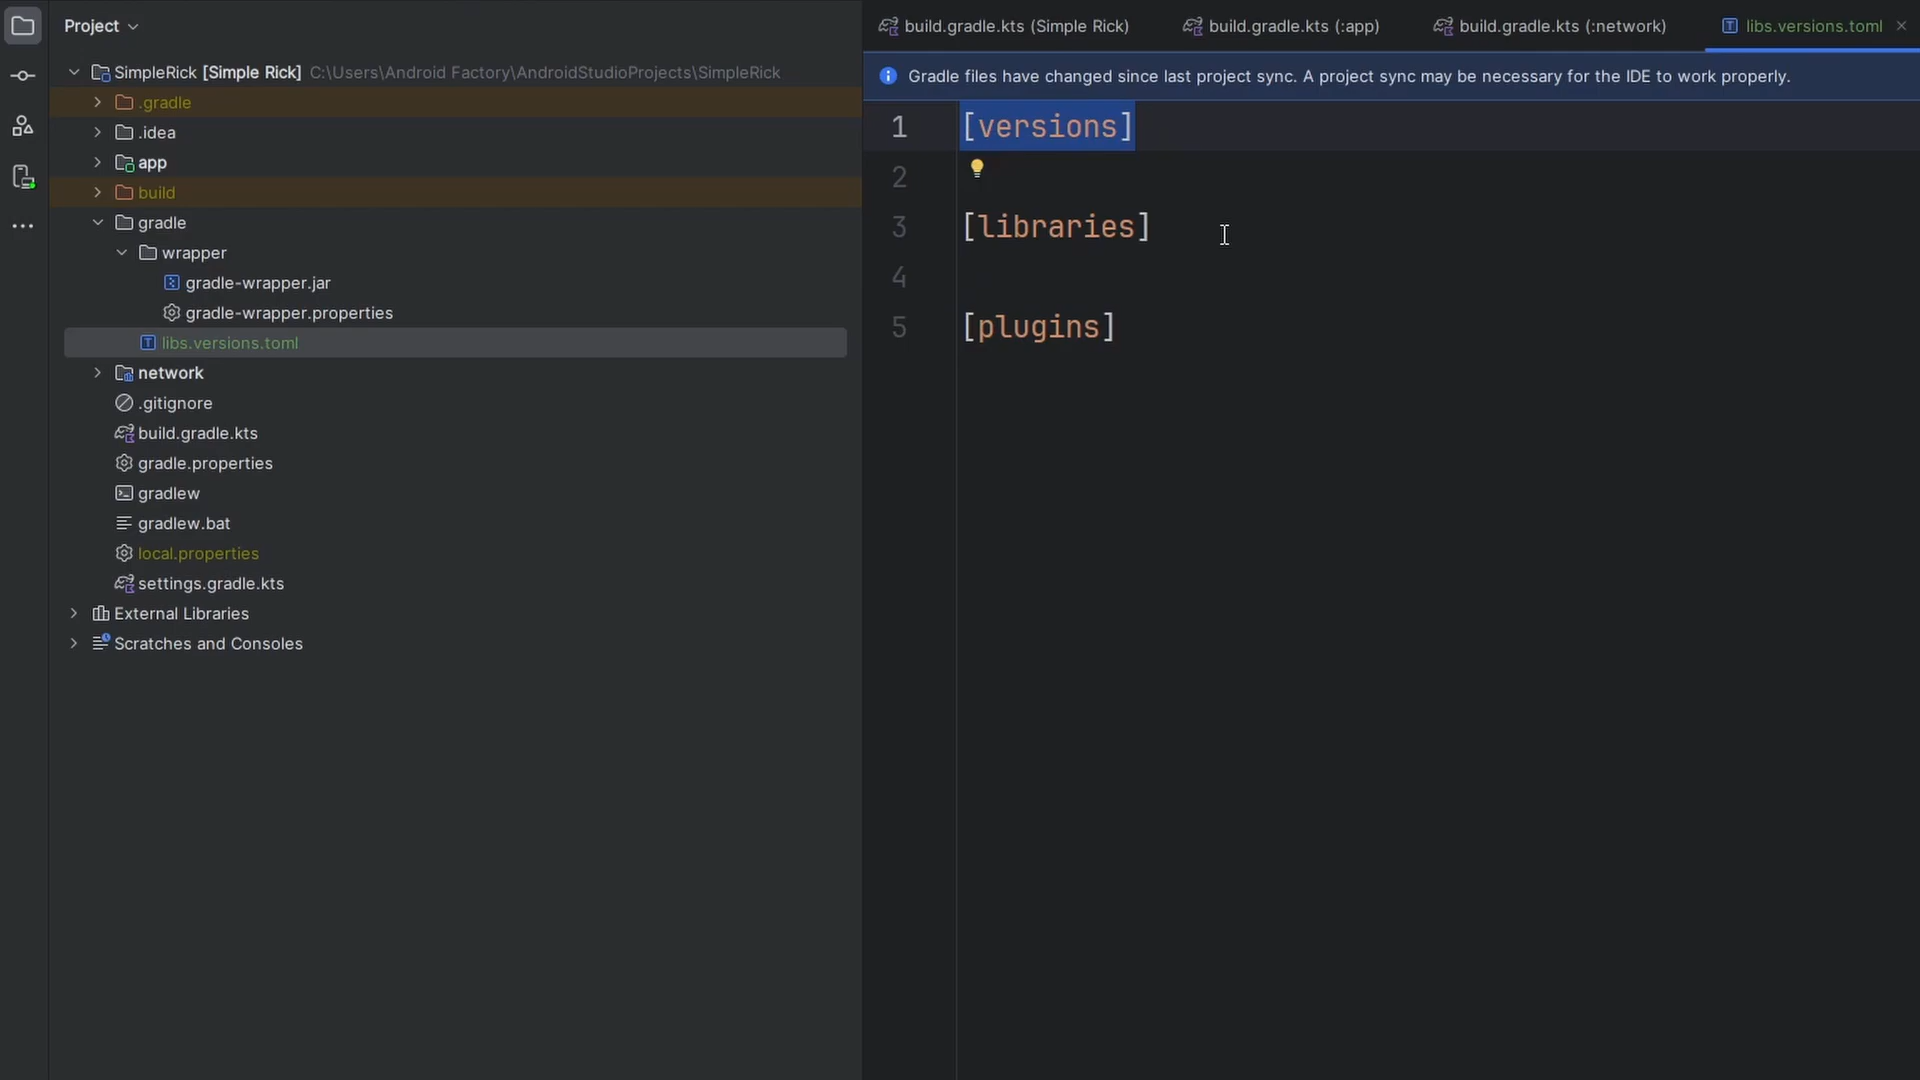 Project
SimpleRick [Simple Rick] C:\Users\Android Factory\AndroidStudioProjects\SimpleRick
.gradle
.idea
app
build
gradle
wrapper
gradle-wrapper.jar
gradle-wrapper.properties
libs.versions.toml
network
.gitignore
build.gradle.kts
gradle.properties
gradlew
gradlew.bat
local.properties
settings.gradle.kts
External Libraries
Scratches and Consoles
build.gradle.kts (Simple Rick) build.gradle.kts (:app) build.gradle.kts (:network) libs.versions.toml
Gradle files have changed since last project sync. A project sync may be necessary for the IDE to work properly.
1 [versions]
2
3 [libraries]
4
5 [plugins]